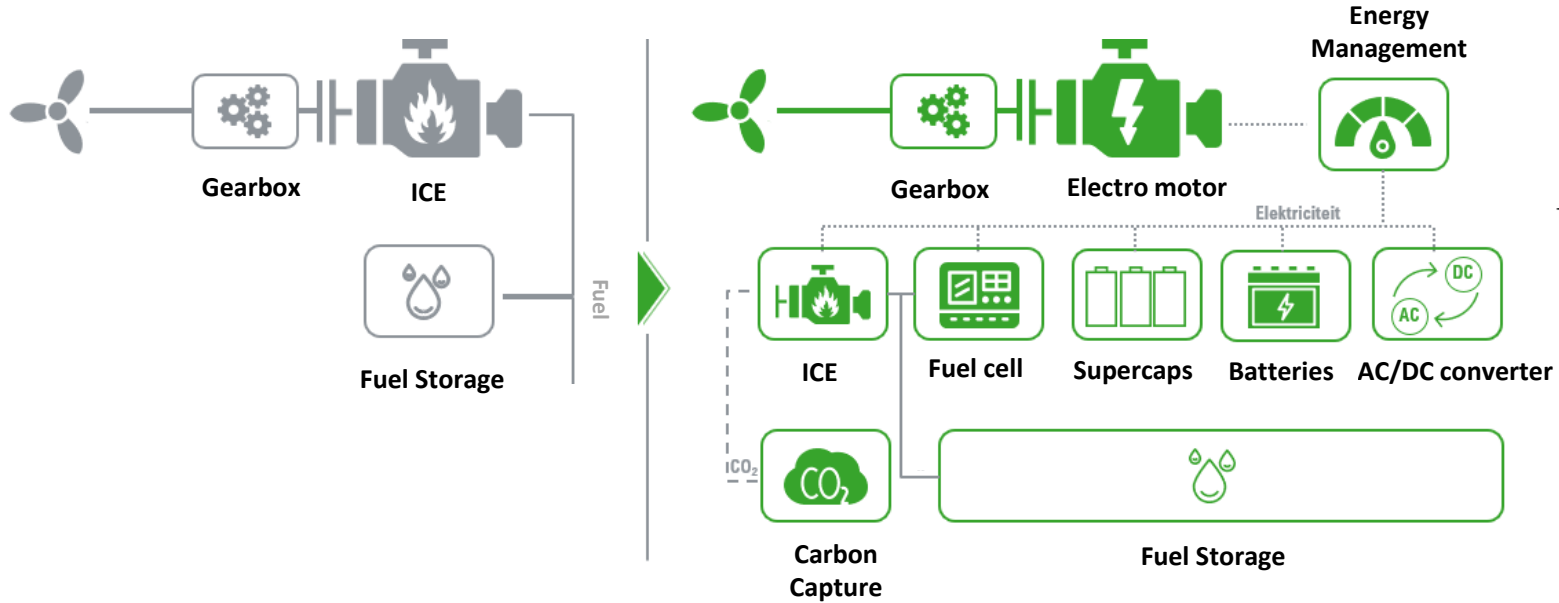 Gearbox
ICE
Fuel
Fuel Storage
Energy
Management
Gearbox
Electro motor
Elektriciteit
DC
AC
ICE
Fuel cell
Supercaps
Batteries
AC/DC converter
CO₂
CO₂
Carbon
Capture
Fuel Storage